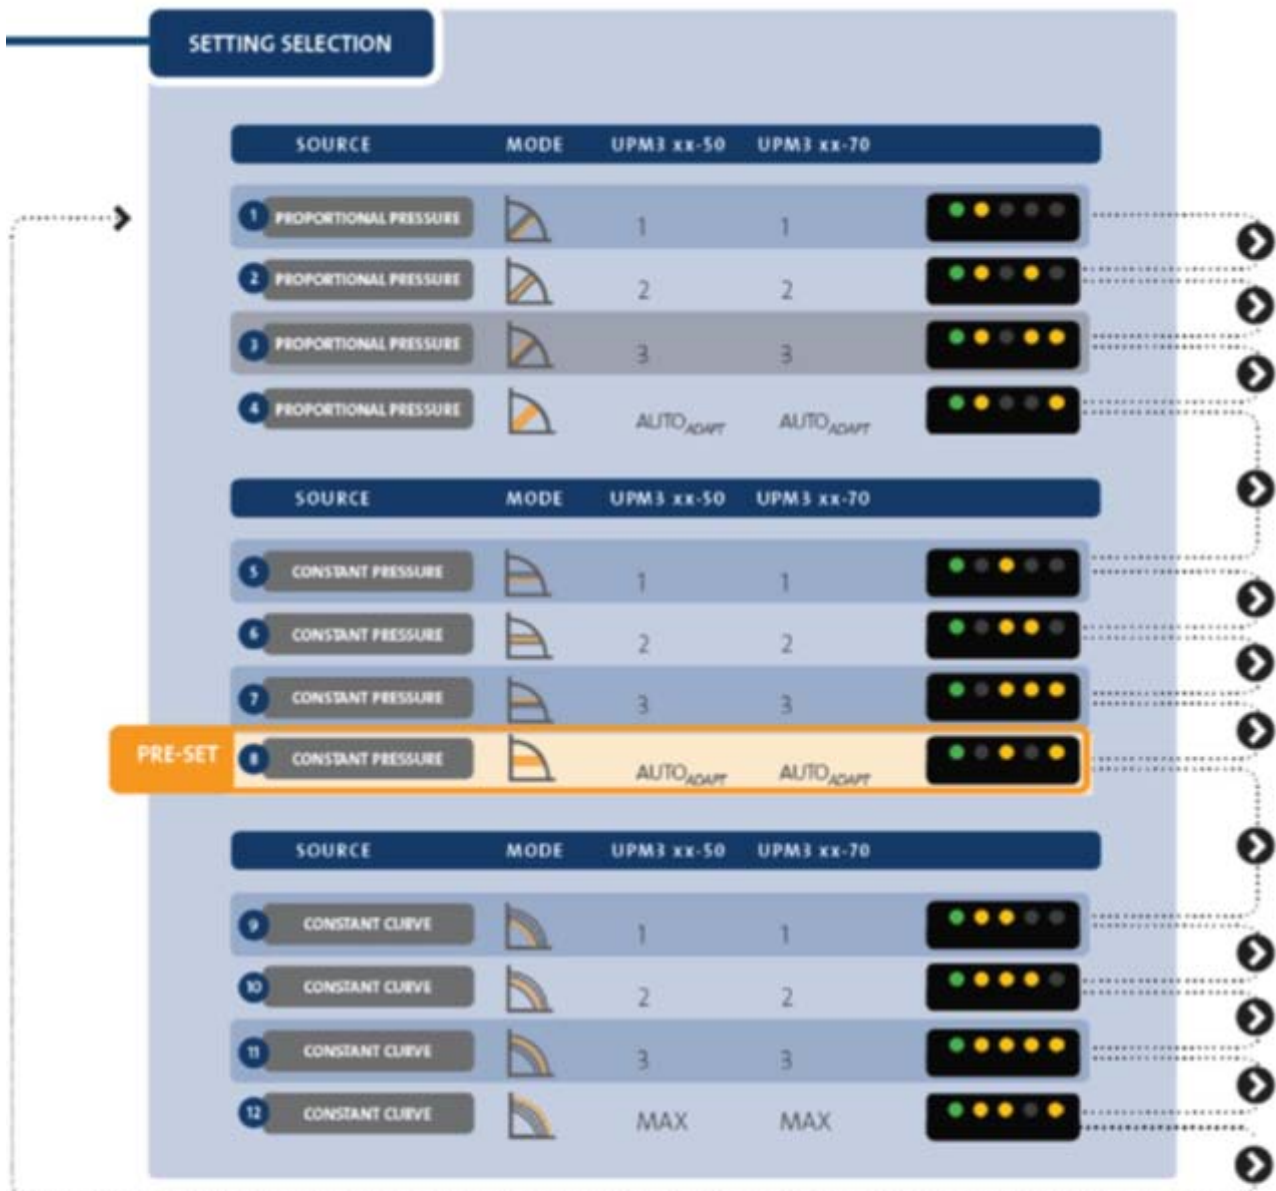 SETTING SELECTION
SOURCE MODE UPM3 xx-50 UPM3 xx-70
1 PROPORTIONAL PRESSURE 1 1
2 PROPORTIONAL PRESSURE 2 2
3 PROPORTIONAL PRESSURE 3 3
4 PROPORTIONAL PRESSURE AUTOADAPT AUTOADAPT
SOURCE MODE UPM3 xx-50 UPM3 xx-70
5 CONSTANT PRESSURE 1 1
6 CONSTANT PRESSURE 2 2
7 CONSTANT PRESSURE 3 3
PRE-SET 8 CONSTANT PRESSURE AUTOADAPT AUTOADAPT
SOURCE MODE UPM3 xx-50 UPM3 xx-70
9 CONSTANT CURVE 1 1
10 CONSTANT CURVE 2 2
11 CONSTANT CURVE 3 3
12 CONSTANT CURVE MAX MAX